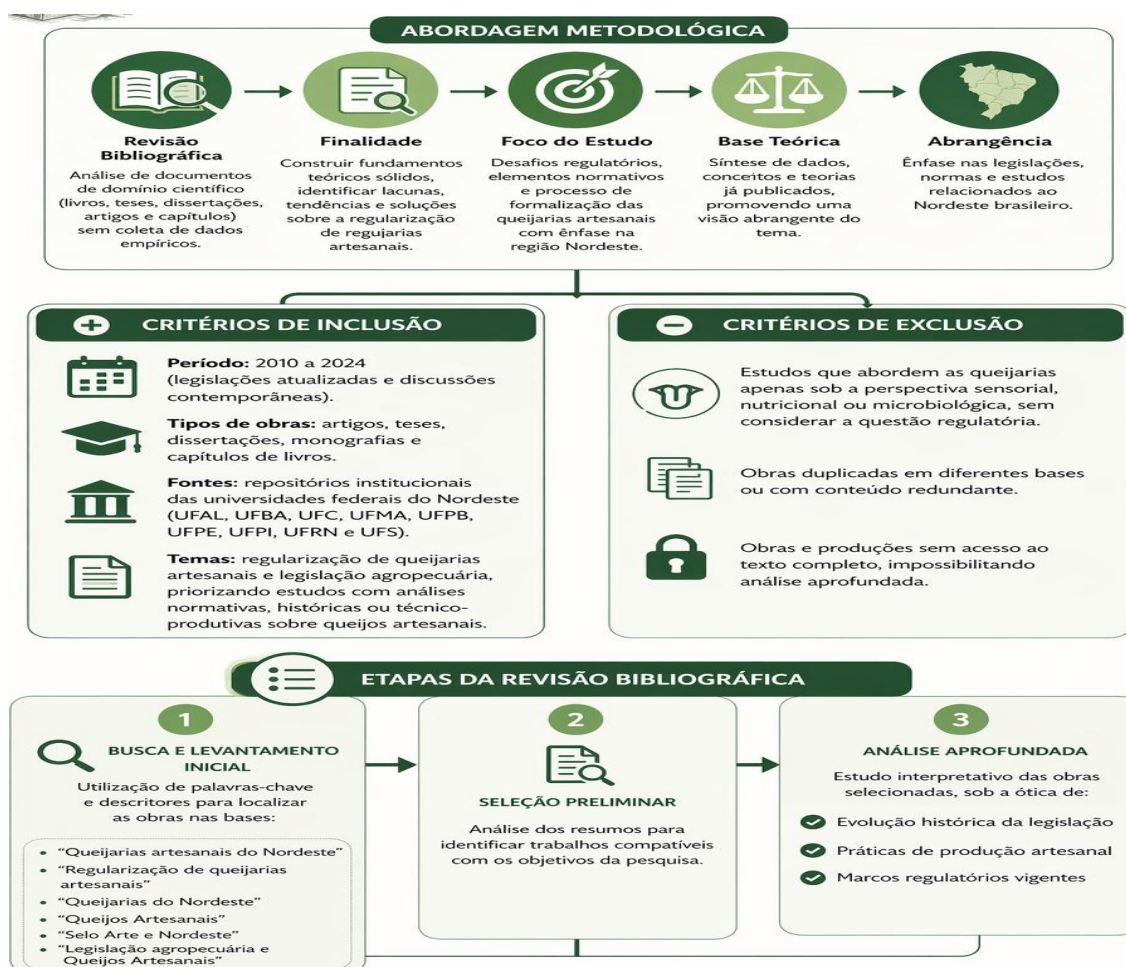 ABORDAGEM METODOLÓGICA
Revisão
Bibliográfica
Análise de documentos
de domínio científico
(livros, teses, dissertações,
artigos e capítulos)
sem coleta de dados
empíricos.
Finalidade
Construir fundamentos
teóricos sólidos,
identificar lacunas,
tendências e soluções
sobre a regularização
de regujarias
artesanais.
Foco do Estudo
Desafios regulatórios,
elementos normativos
e processo de
formalização das
queijarias artesanais
com ênfase na
região Nordeste.
Base Teórica
Síntese de dados,
conceitos e teorias
já publicados,
promovendo uma
visão abrangente do
tema.
Abrangência
Ênfase nas legislações,
normas e estudos
relacionados ao
Nordeste brasileiro.
CRITÉRIOS DE INCLUSÃO
Período: 2010 a 2024
(legislações atualizadas e discussões
contemporâneas).
Tipos de obras: artigos, teses,
dissertações, monografias e
capítulos de livros.
Fontes: repositórios institucionais
das universidades federais do Nordeste
(UFAL, UFBA, UFC, UFMA, UFPB,
UFPE, UFPI, UFRN e UFS).
Temas: regularização de queijarias
artesanais e legislação agropecuária,
priorizando estudos com análises
normativas, históricas ou técnico-
produtivas sobre queijos artesanais.
CRITÉRIOS DE EXCLUSÃO
Estudos que abordem as queijarias
apenas sob a perspectiva sensorial,
nutricional ou microbiológica, sem
considerar a questão regulatória.
Obras duplicadas em diferentes bases
ou com conteúdo redundante.
Obras e produções sem acesso ao
texto completo, impossibilitando
análise aprofundada.
ETAPAS DA REVISÃO BIBLIOGRÁFICA
1
BUSCA E LEVANTAMENTO
INICIAL
Utilização de palavras-chave
e descritores para localizar
as obras nas bases:
• "Queijarias artesanais do Nordeste"
• "Regularização de queijarias
artesanais"
• "Queijarias do Nordeste"
• "Queijos Artesanais"
• "Selo Arte e Nordeste"
• "Legislação agropecuária e
Queijos Artesanais"
2
SELEÇÃO PRELIMINAR
Análise dos resumos para
identificar trabalhos compatíveis
com os objetivos da pesquisa.
3
ANÁLISE APROFUNDADA
Estudo interpretativo das obras
selecionadas, sob a ótica de:
Evolução histórica da legislação
Práticas de produção artesanal
Marcos regulatórios vigentes